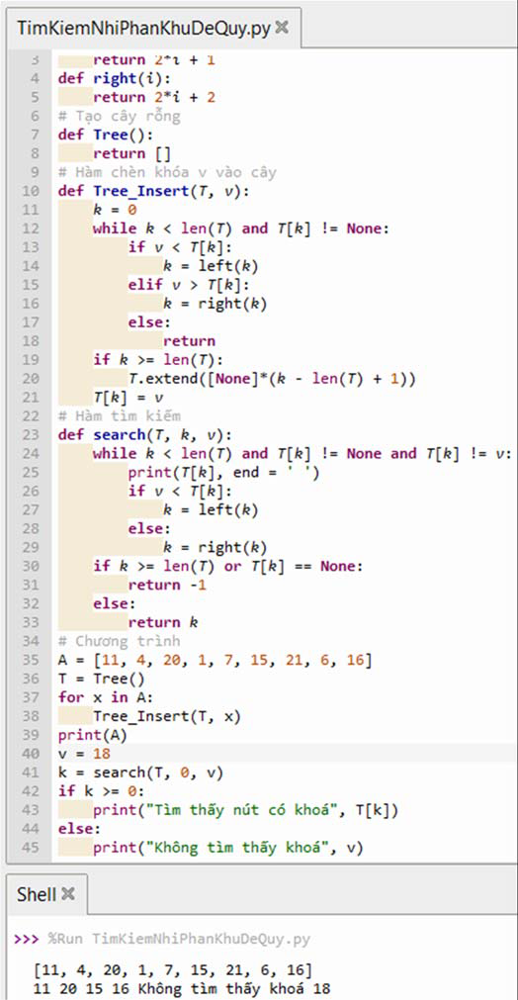 TimKiemNhiPhanKhuDeQuy.py
3     return 2*i + 1
4 def right(i):
5     return 2*i + 2
6 # Tạo cây rỗng
7 def Tree():
8     return []
9 # Hàm chèn khóa v vào cây
10 def Tree_Insert(T, v):
11     k = 0
12     while k < len(T) and T[k] != None:
13         if v < T[k]:
14             k = left(k)
15         elif v > T[k]:
16             k = right(k)
17         else:
18             return
19     if k >= len(T):
20         T.extend([None]*(k - len(T) + 1))
21     T[k] = v
22 # Hàm tìm kiếm
23 def search(T, k, v):
24     while k < len(T) and T[k] != None and T[k] != v:
25         print(T[k], end = ' ')
26         if v < T[k]:
27             k = left(k)
28         else:
29             k = right(k)
30     if k >= len(T) or T[k] == None:
31         return -1
32     else:
33         return k
34 # Chương trình
35 A = [11, 4, 20, 1, 7, 15, 21, 6, 16]
36 T = Tree()
37 for x in A:
38     Tree_Insert(T, x)
39 print(A)
40 v = 18
41 k = search(T, 0, v)
42 if k >= 0:
43     print("Tìm thấy nút có khoá", T[k])
44 else:
45     print("Không tìm thấy khoá", v)
Shell
>>> %Run TimKiemNhiPhanKhuDeQuy.py
[11, 4, 20, 1, 7, 15, 21, 6, 16]
11 20 15 16 Không tìm thấy khoá 18